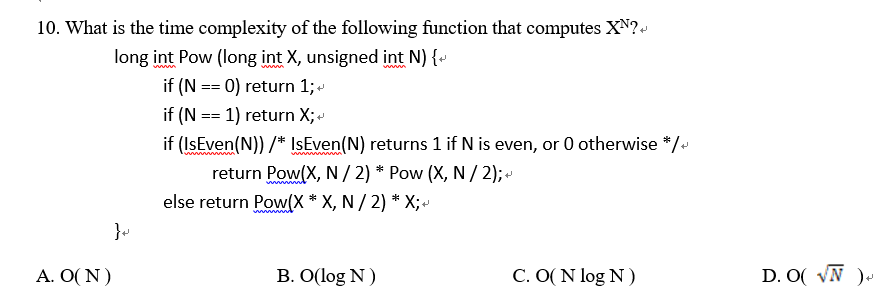 10. What is the time complexity of the following function that computes Xᴺ?
long int Pow (long int X, unsigned int N) {
if (N == 0) return 1;
if (N == 1) return X;
if (IsEven(N)) /* IsEven(N) returns 1 if N is even, or 0 otherwise */
return Pow(X, N / 2) * Pow (X, N / 2);
else return Pow(X * X, N / 2) * X;
}
A. O( N ) B. O(log N ) C. O( N log N ) D. O( √N )